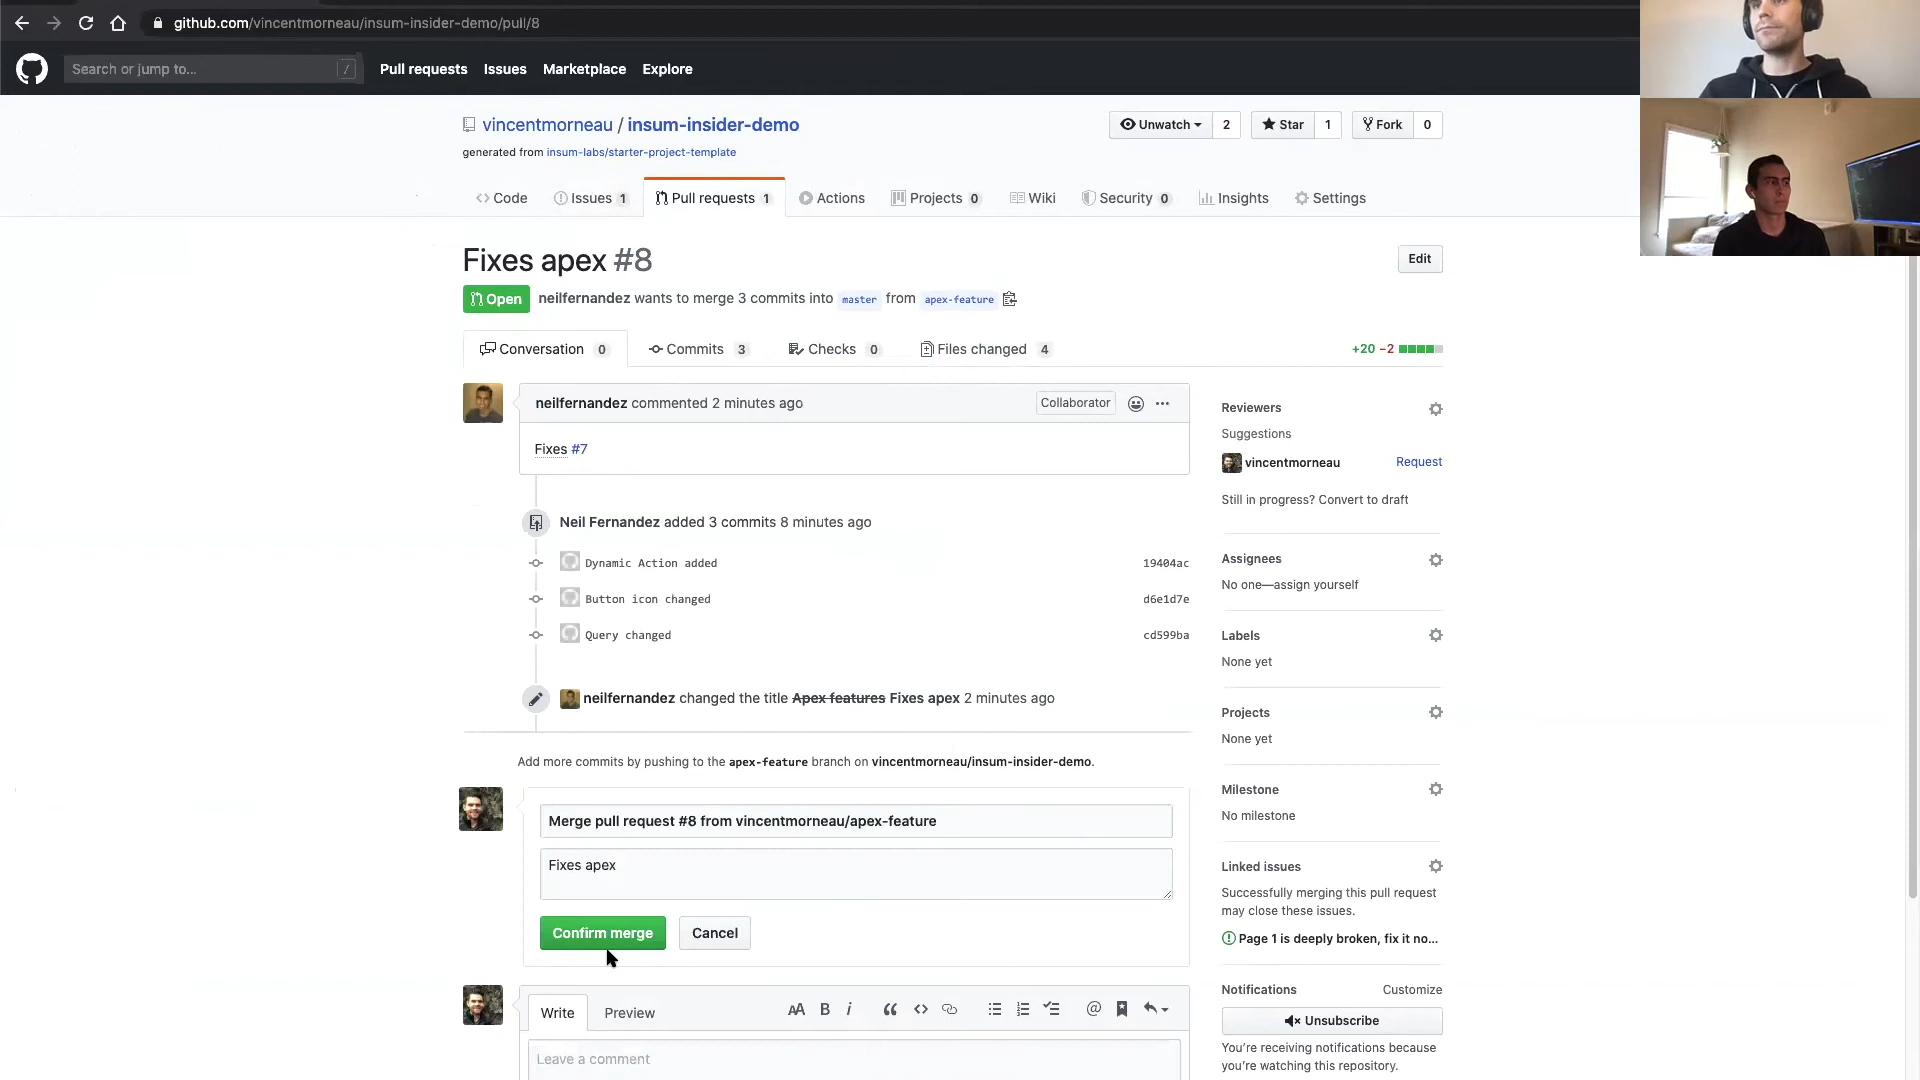 github.com/vincentmorneau/insum-insider-demo/pull/8
Search or jump to... /
Pull requests Issues Marketplace Explore
vincentmorneau / insum-insider-demo
Unwatch 2 Star 1 Fork 0
generated from insum-labs/starter-project-template
Code Issues 1 Pull requests 1 Actions Projects 0 Wiki Security 0 Insights Settings
Fixes apex #8
Edit
Open neilfernandez wants to merge 3 commits into master from apex-feature
Conversation 0 Commits 3 Checks 0 Files changed 4
+20 −2
neilfernandez commented 2 minutes ago
Collaborator
Fixes #7
Neil Fernandez added 3 commits 8 minutes ago
Dynamic Action added 19404ac
Button icon changed d6e1d7e
Query changed cd599ba
neilfernandez changed the title Apex features Fixes apex 2 minutes ago
Add more commits by pushing to the apex-feature branch on vincentmorneau/insum-insider-demo.
Merge pull request #8 from vincentmorneau/apex-feature
Fixes apex
Confirm merge Cancel
Write Preview
AA B i
Leave a comment
Reviewers
Suggestions
vincentmorneau Request
Still in progress? Convert to draft
Assignees
No one—assign yourself
Labels
None yet
Projects
None yet
Milestone
No milestone
Linked issues
Successfully merging this pull request
may close these issues.
Page 1 is deeply broken, fix it no...
Notifications Customize
Unsubscribe
You're receiving notifications because
you're watching this repository.